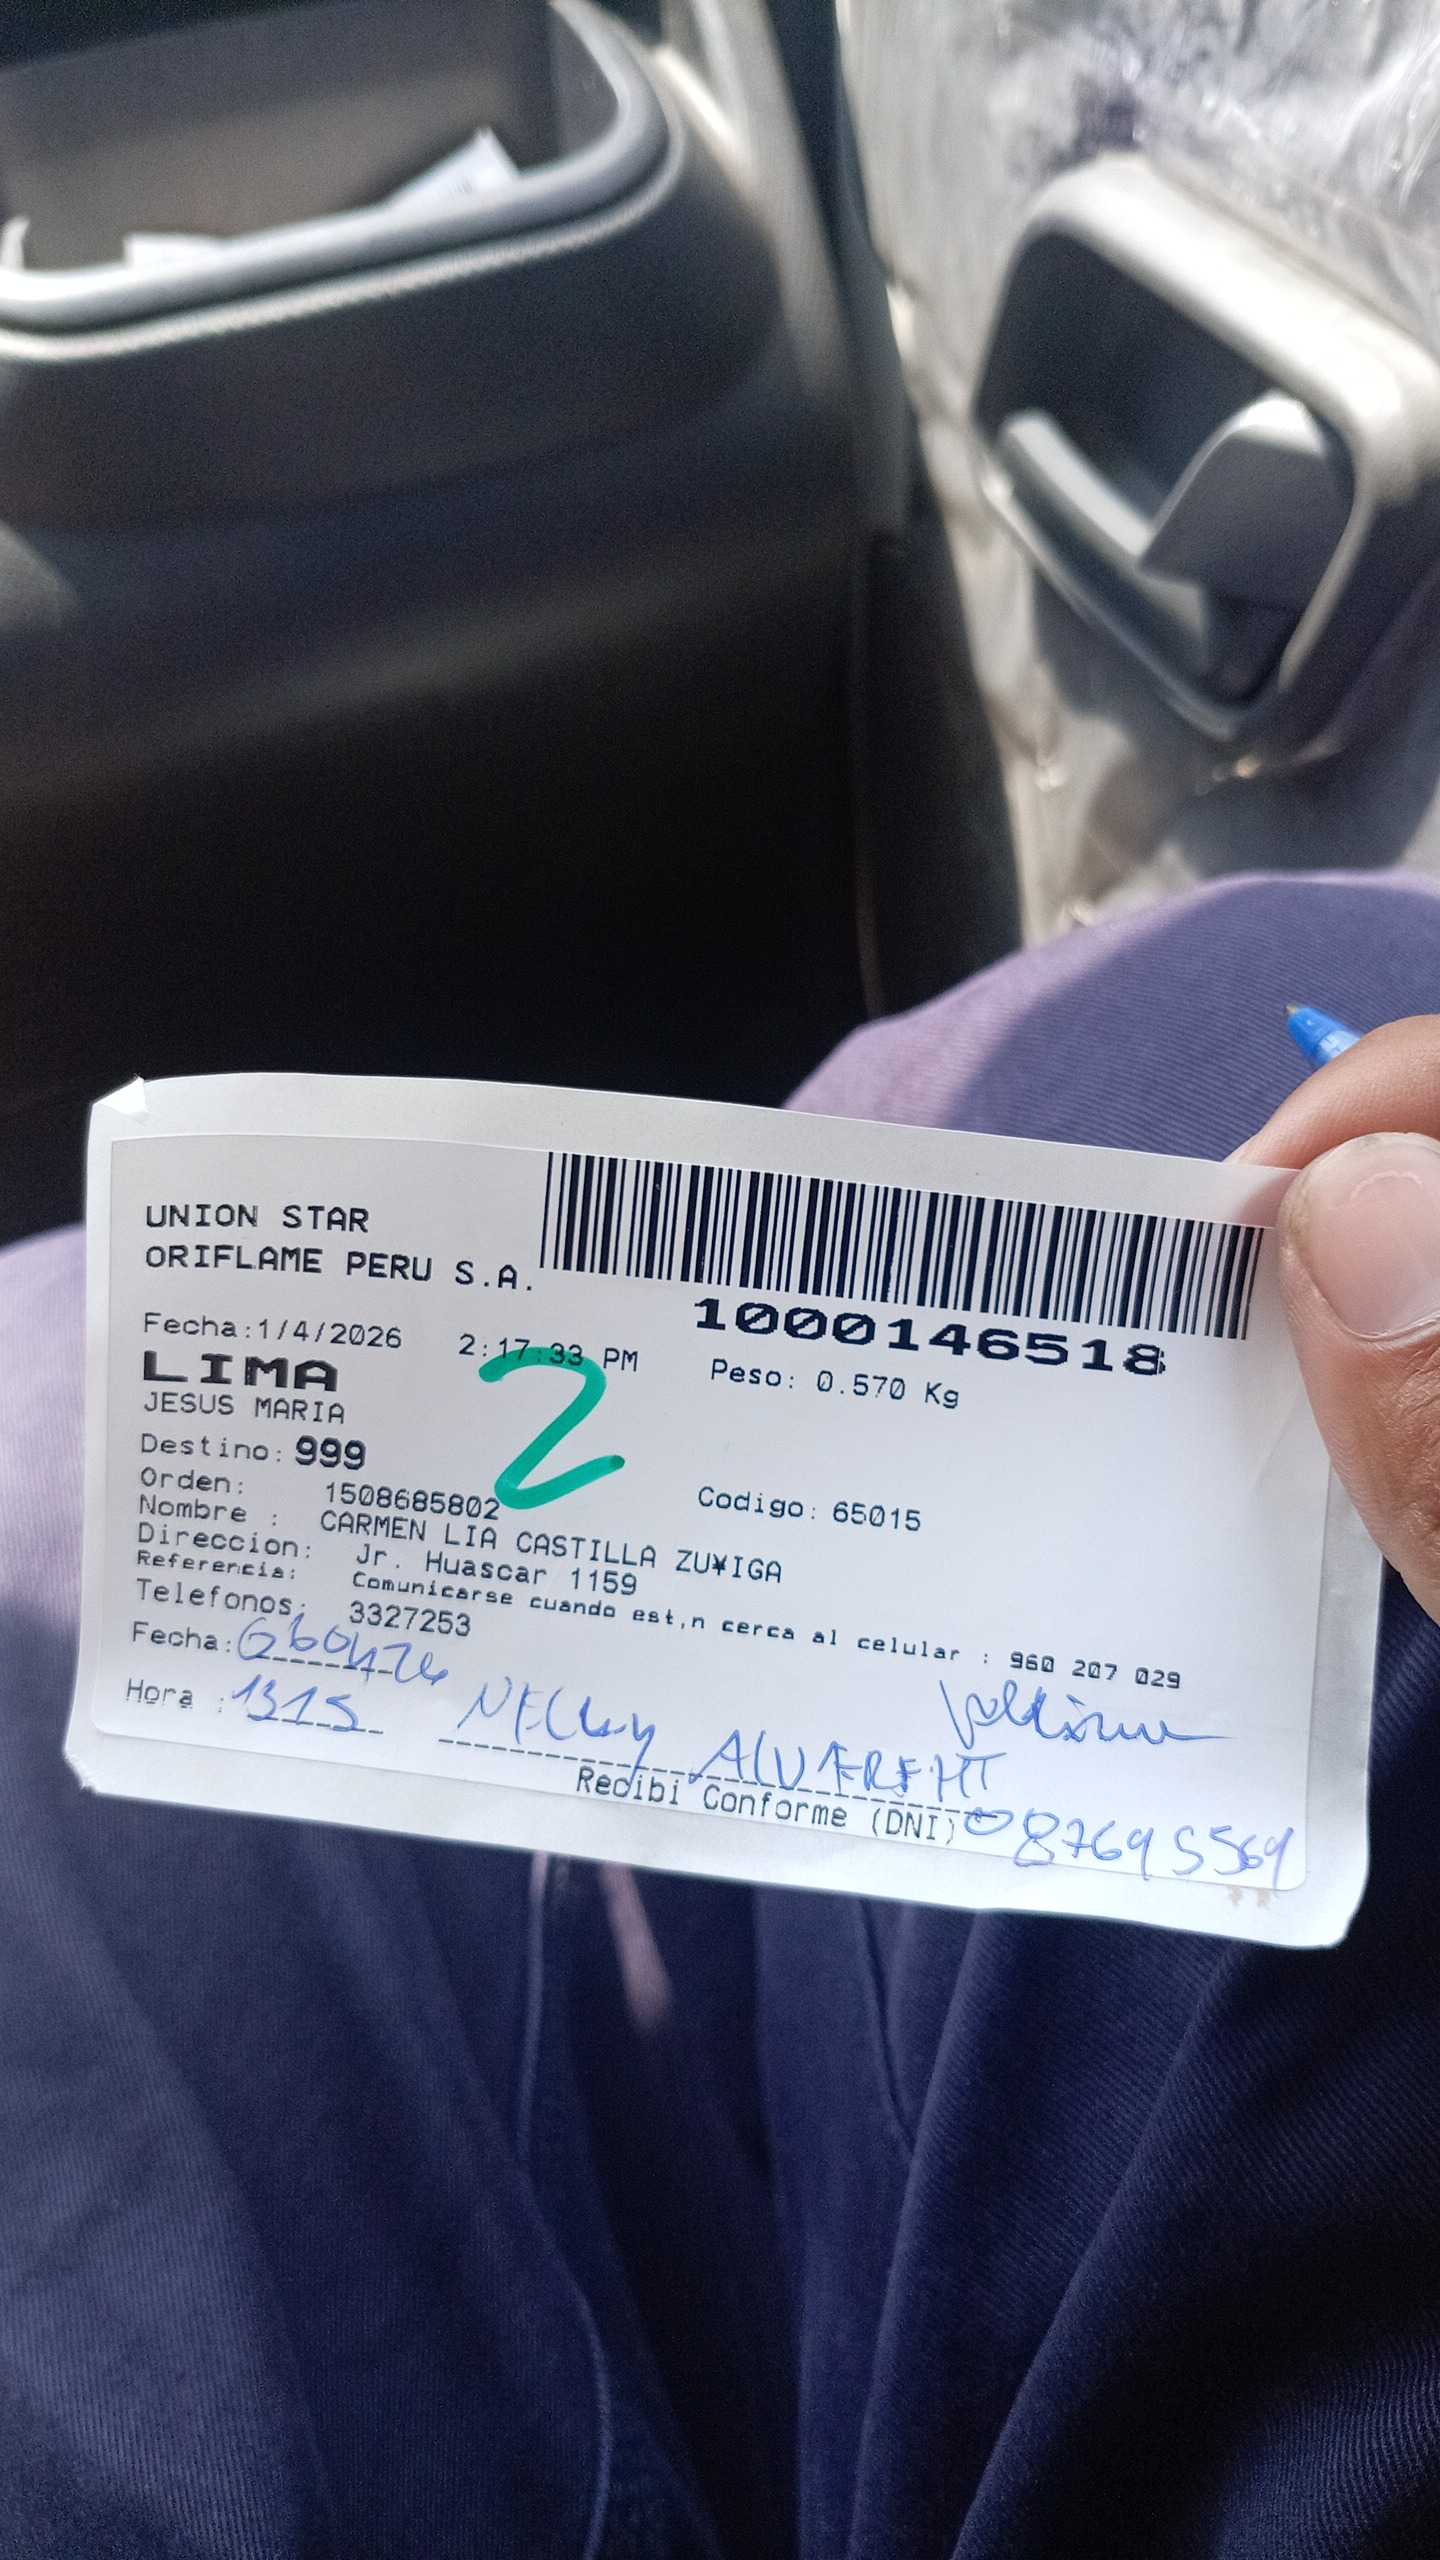 UNION STAR
ORIFLAME PERU S.A.
1000146518
Fecha:1/4/2026 2:17:33 PM
Peso: 0.570 Kg
LIMA
JESUS MARIA
2
Destino: 999
Orden: 1508685802
Codigo: 65015
Nombre : CARMEN LIA CASTILLA ZU¥IGA
Direccion: Jr. Huascar 1159
Referencia: Comunicarse cuando est,n cerca al celular : 960 207 029
Telefonos: 3327253
Fecha:
Hora : 1315
NELLY
Recibi Conforme (DNI) 087695569